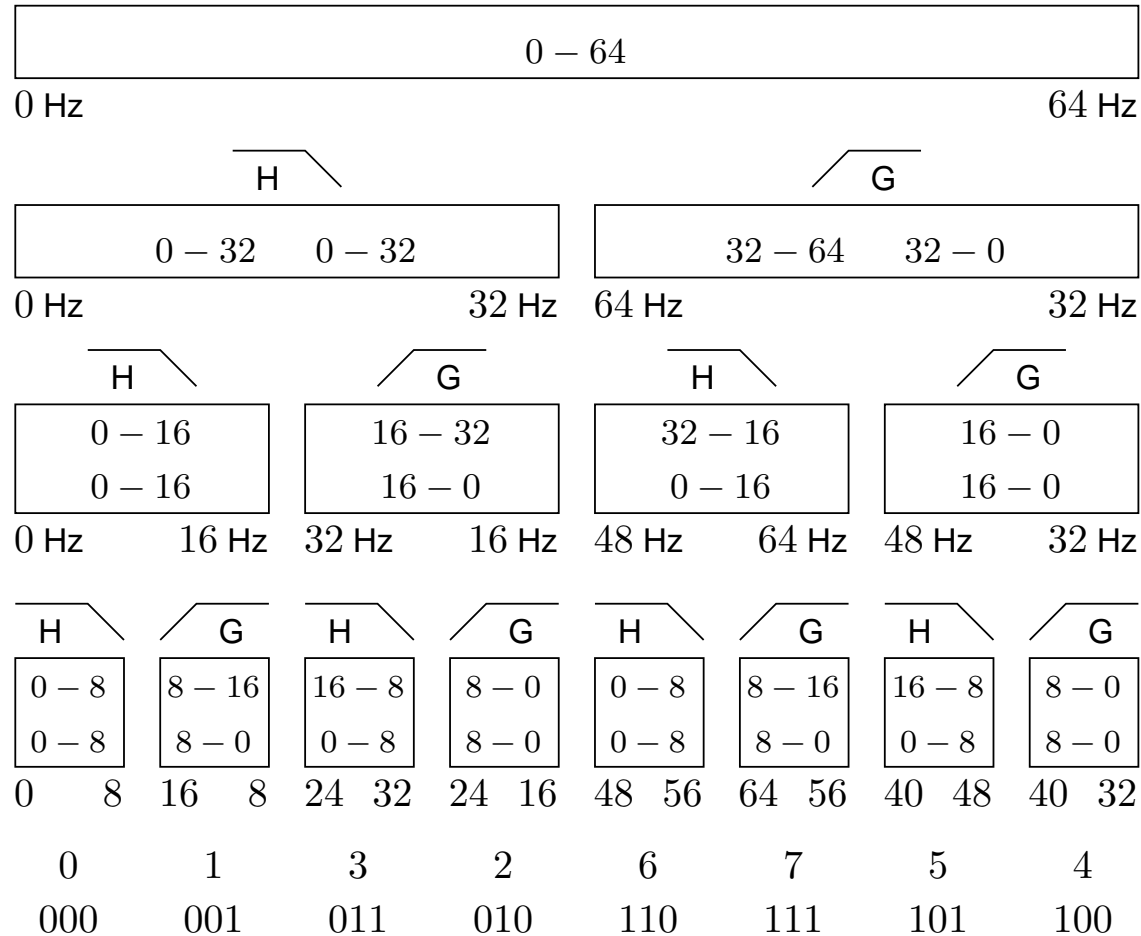 0 − 64
0 Hz 64 Hz
H G
0 − 32 0 − 32 32 − 64 32 − 0
0 Hz 32 Hz 64 Hz 32 Hz
H G H G
0 − 16 16 − 32 32 − 16 16 − 0
0 − 16 16 − 0 0 − 16 16 − 0
0 Hz 16 Hz 32 Hz 16 Hz 48 Hz 64 Hz 48 Hz 32 Hz
H G H G H G H G
0 − 8 8 − 16 16 − 8 8 − 0 0 − 8 8 − 16 16 − 8 8 − 0
0 − 8 8 − 0 0 − 8 8 − 0 0 − 8 8 − 0 0 − 8 8 − 0
0 8 16 8 24 32 24 16 48 56 64 56 40 48 40 32
0 1 3 2 6 7 5 4
000 001 011 010 110 111 101 100